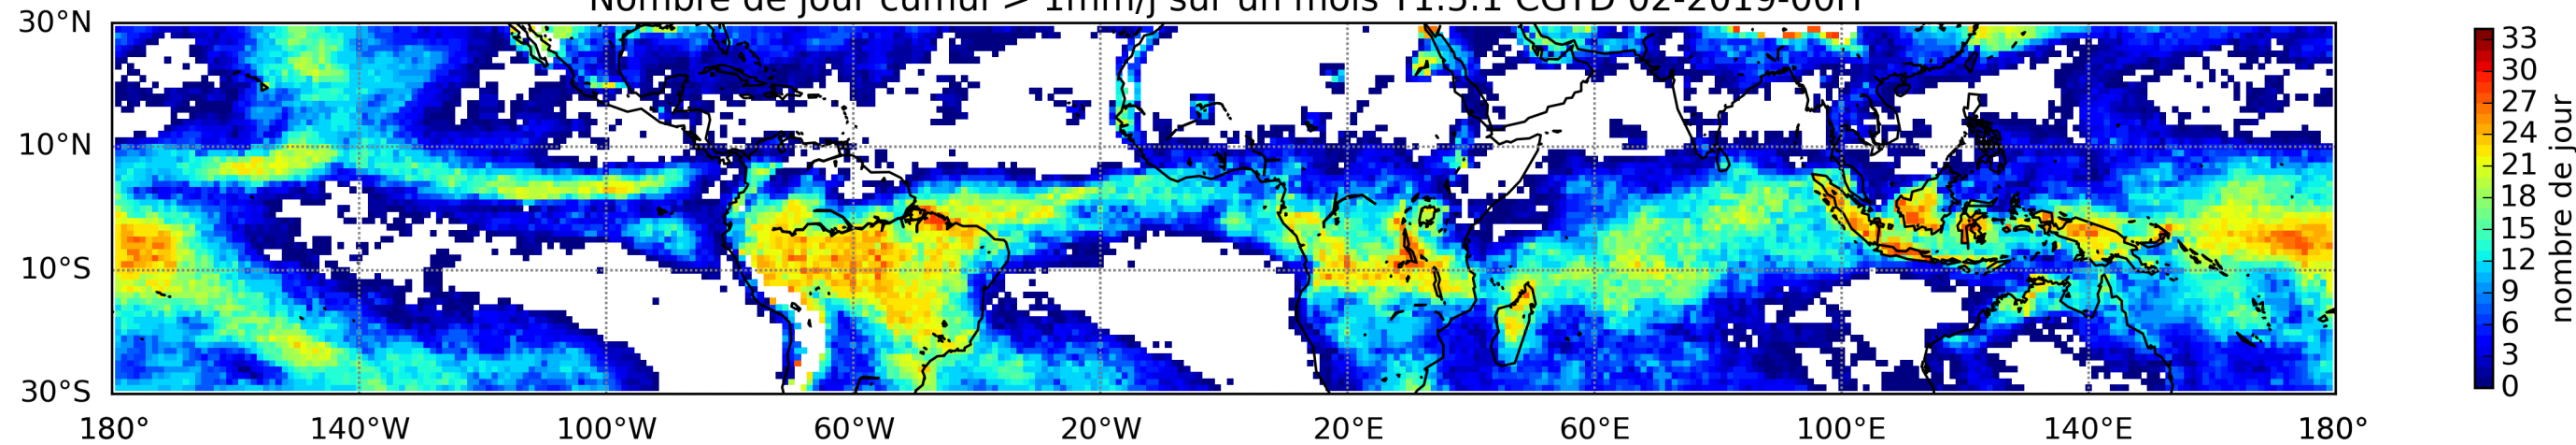 Nombre de jour cumul > 1mm/j sur un mois T1.5.1 CGTD 02-2019-00H
30°N
10°N
10°S
30°S
180° 140°W 100°W 60°W 20°W 20°E 60°E 100°E 140°E 180°
33
30
27
24
21
18
15
12
9
6
3
0
nombre de jour